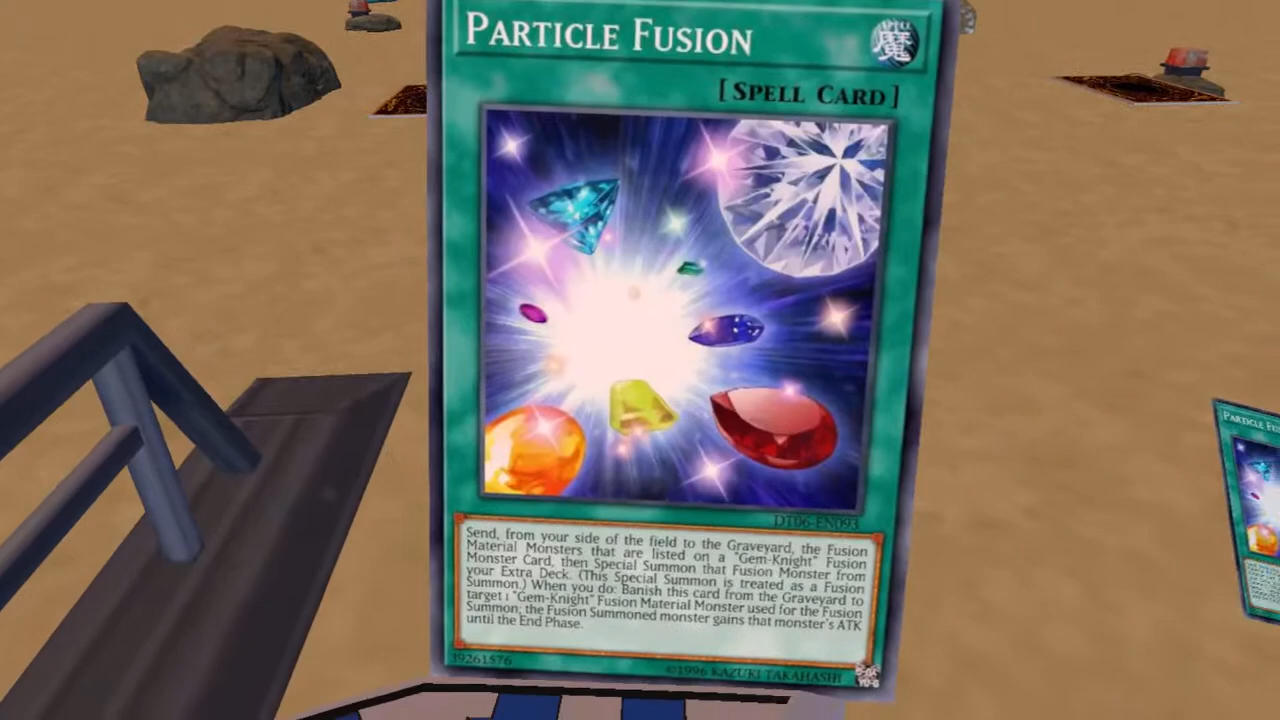 PARTICLE FUSION
魔
[SPELL CARD]
DT06-EN093
Send, from your side of the field to the Graveyard, the Fusion
Material Monsters that are listed on a "Gem-Knight" Fusion
Monster Card, then Special Summon that Fusion Monster from
your Extra Deck. (This Special Summon is treated as a Fusion
Summon.) When you do: Banish this card from the Graveyard to
target 1 "Gem-Knight" Fusion Material Monster used for the Fusion
Summon; the Fusion Summoned monster gains that monster's ATK
until the End Phase.
39261576
©1996 KAZUKI TAKAHASHI
PARTICLE FU